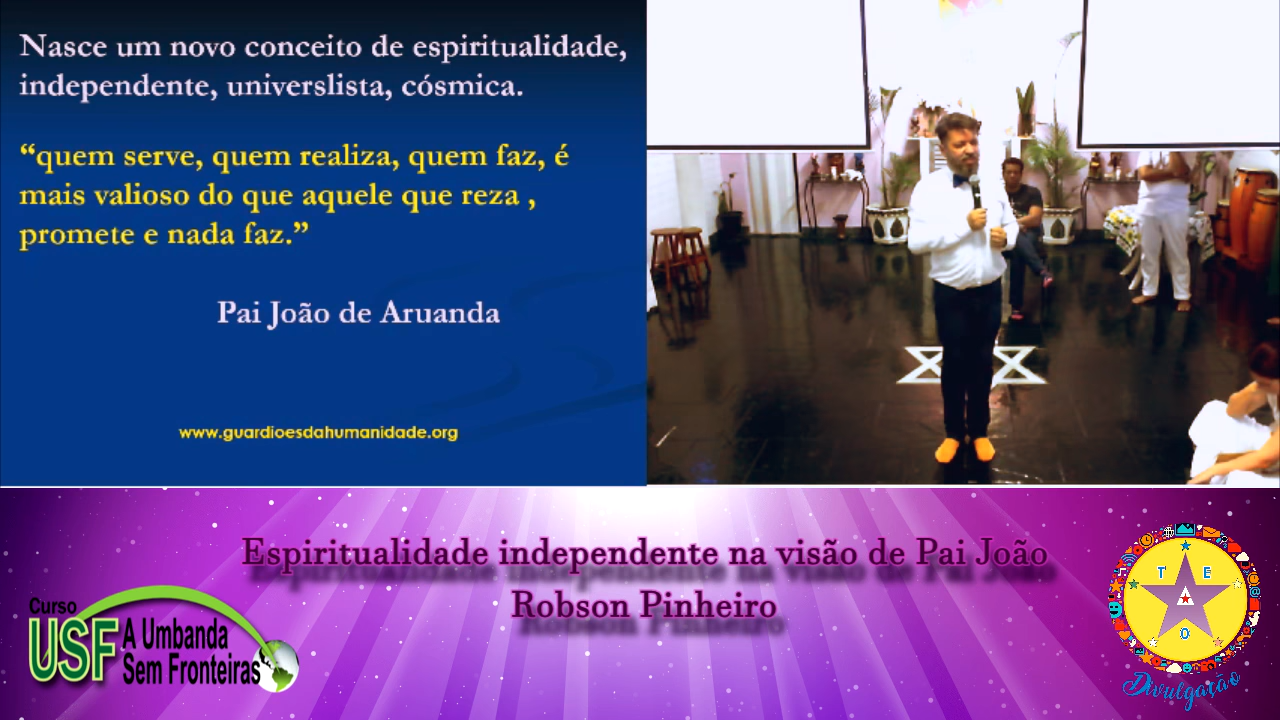 Nasce um novo conceito de espiritualidade,
independente, universlista, cósmica.
“quem serve, quem realiza, quem faz, é
mais valioso do que aquele que reza ,
promete e nada faz.”
Pai João de Aruanda
www.guardioesdahumanidade.org
Espiritualidade independente na visão de Pai João
Robson Pinheiro
Curso
USF A Umbanda
Sem Fronteiras
T E
A
O
Divulgação